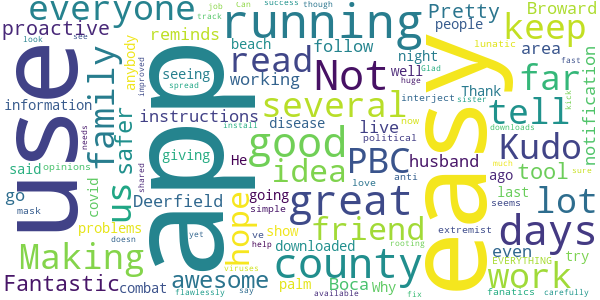 everyone
proactive
look
see
track
job
Can
success
though
running
Pretty
people
Broward
keep
lunatic
fast
anybody
improved
reminds
beach
follow
night
area
seeing
spread
read
working
Not
well
huge
Glad
information
family
use
app
easy
several
interject
sister
Thank
far
notification
kick
instructions
install
disease
live
political
now
tell
downloads
needs
safer
said
opinions
giving
He
good
idea
PBC
husband
anti
ago
Kudo
much
sure
tool
go
mask
covid
us
shared
Deerfield
going
simple
love
great
seems
last
lot
problems
doesn
yet
hope
ve
help
show
friend
extremist
days
even
try
Making
viruses
downloaded
county
rooting
EVERYTHING
Fantastic
combat
awesome
palm
Boca
Why
work
fanatics
carefully
flawlessly
say
available
fix